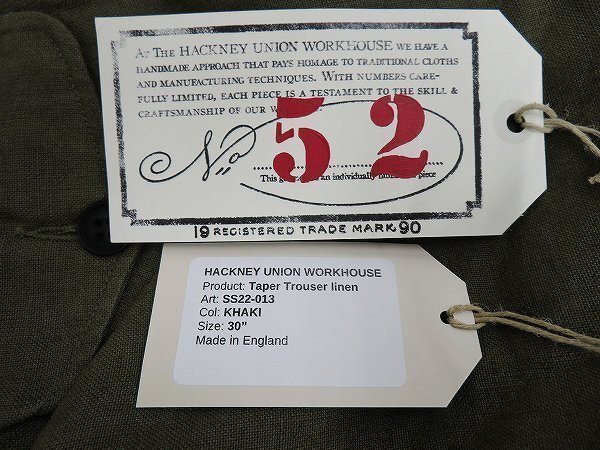 AT THE HACKNEY UNION WORKHOUSE WE HAVE A
HANDMADE APPROACH THAT PAYS HOMAGE TO TRADITIONAL CLOTHS
AND MANUFACTURING TECHNIQUES. WITH NUMBERS CARE-
FULLY LIMITED, EACH PIECE IS A TESTAMENT TO THE SKILL &
CRAFTSMANSHIP OF OUR
No 52
This an individually piece
19 REGISTERED TRADE MARK 90
HACKNEY UNION WORKHOUSE
Product: Taper Trouser linen
Art: SS22-013
Col: KHAKI
Size: 30”
Made in England